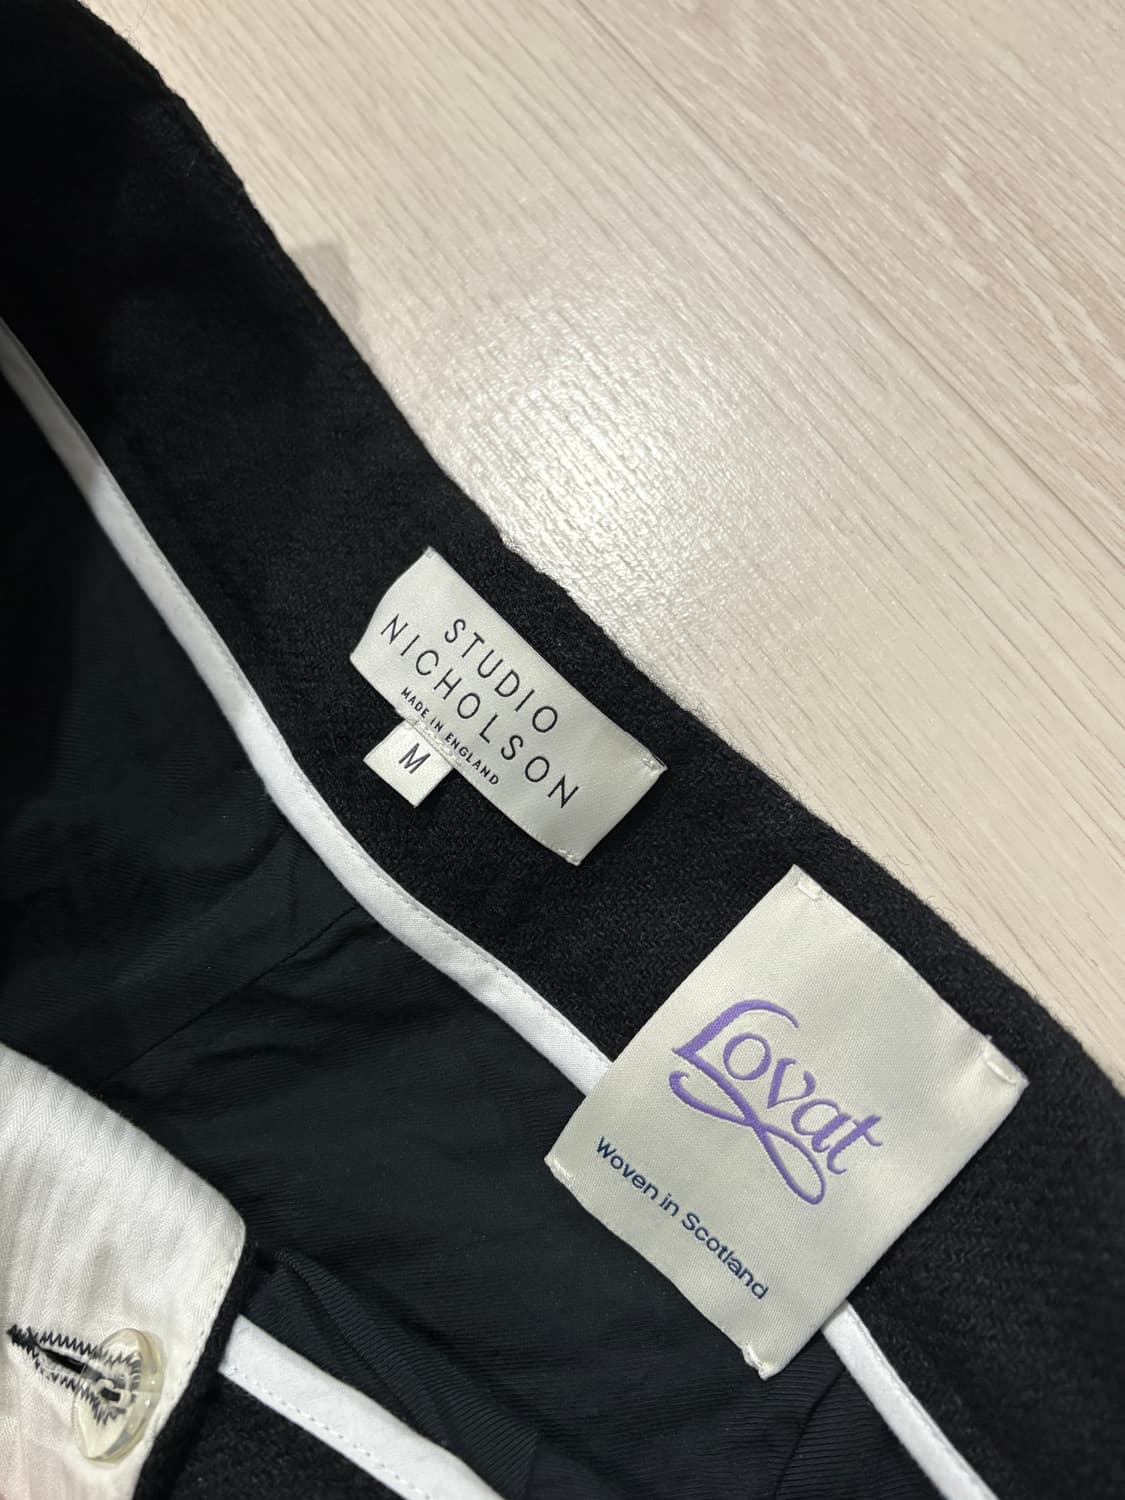 STUDIO
NICHOLSON
MADE IN ENGLAND
M
Lovat
Woven in Scotland